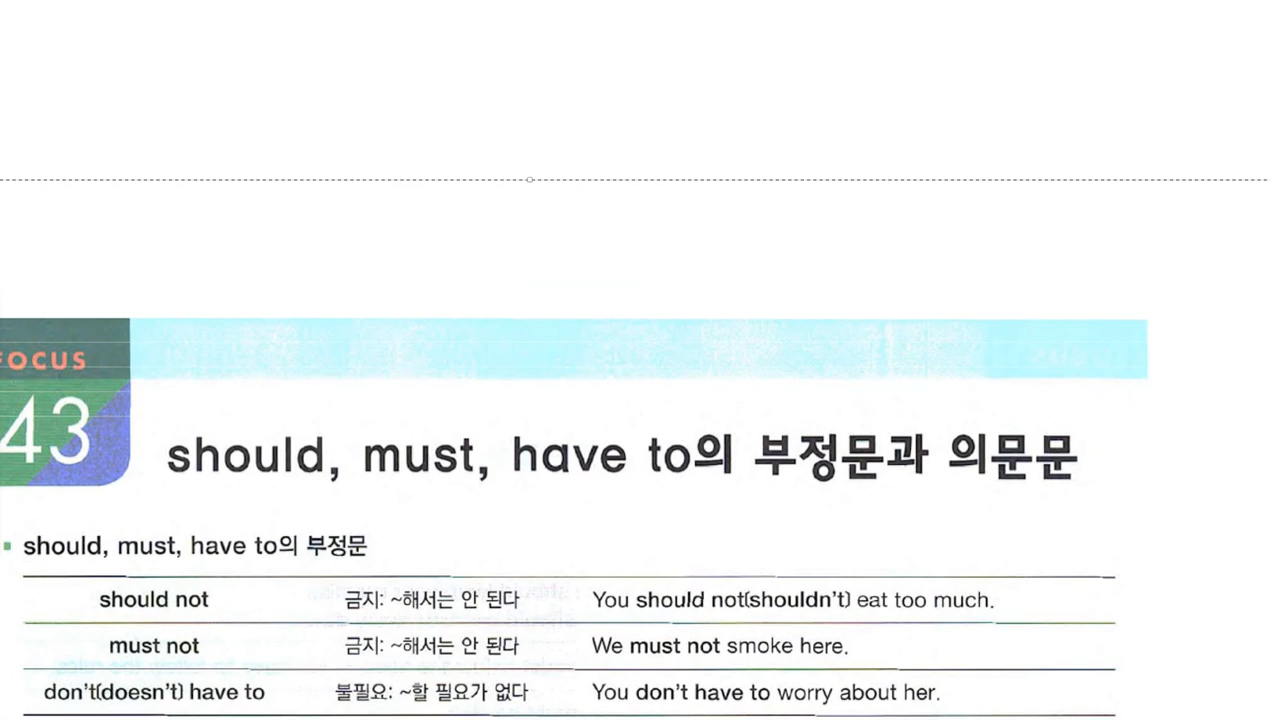 FOCUS
43
should, must, have to의 부정문과 의문문
should, must, have to의 부정문
should not 금지: ~해서는 안 된다 You should not(shouldn't) eat too much.
must not 금지: ~해서는 안 된다 We must not smoke here.
don't(doesn't) have to 불필요: ~할 필요가 없다 You don't have to worry about her.